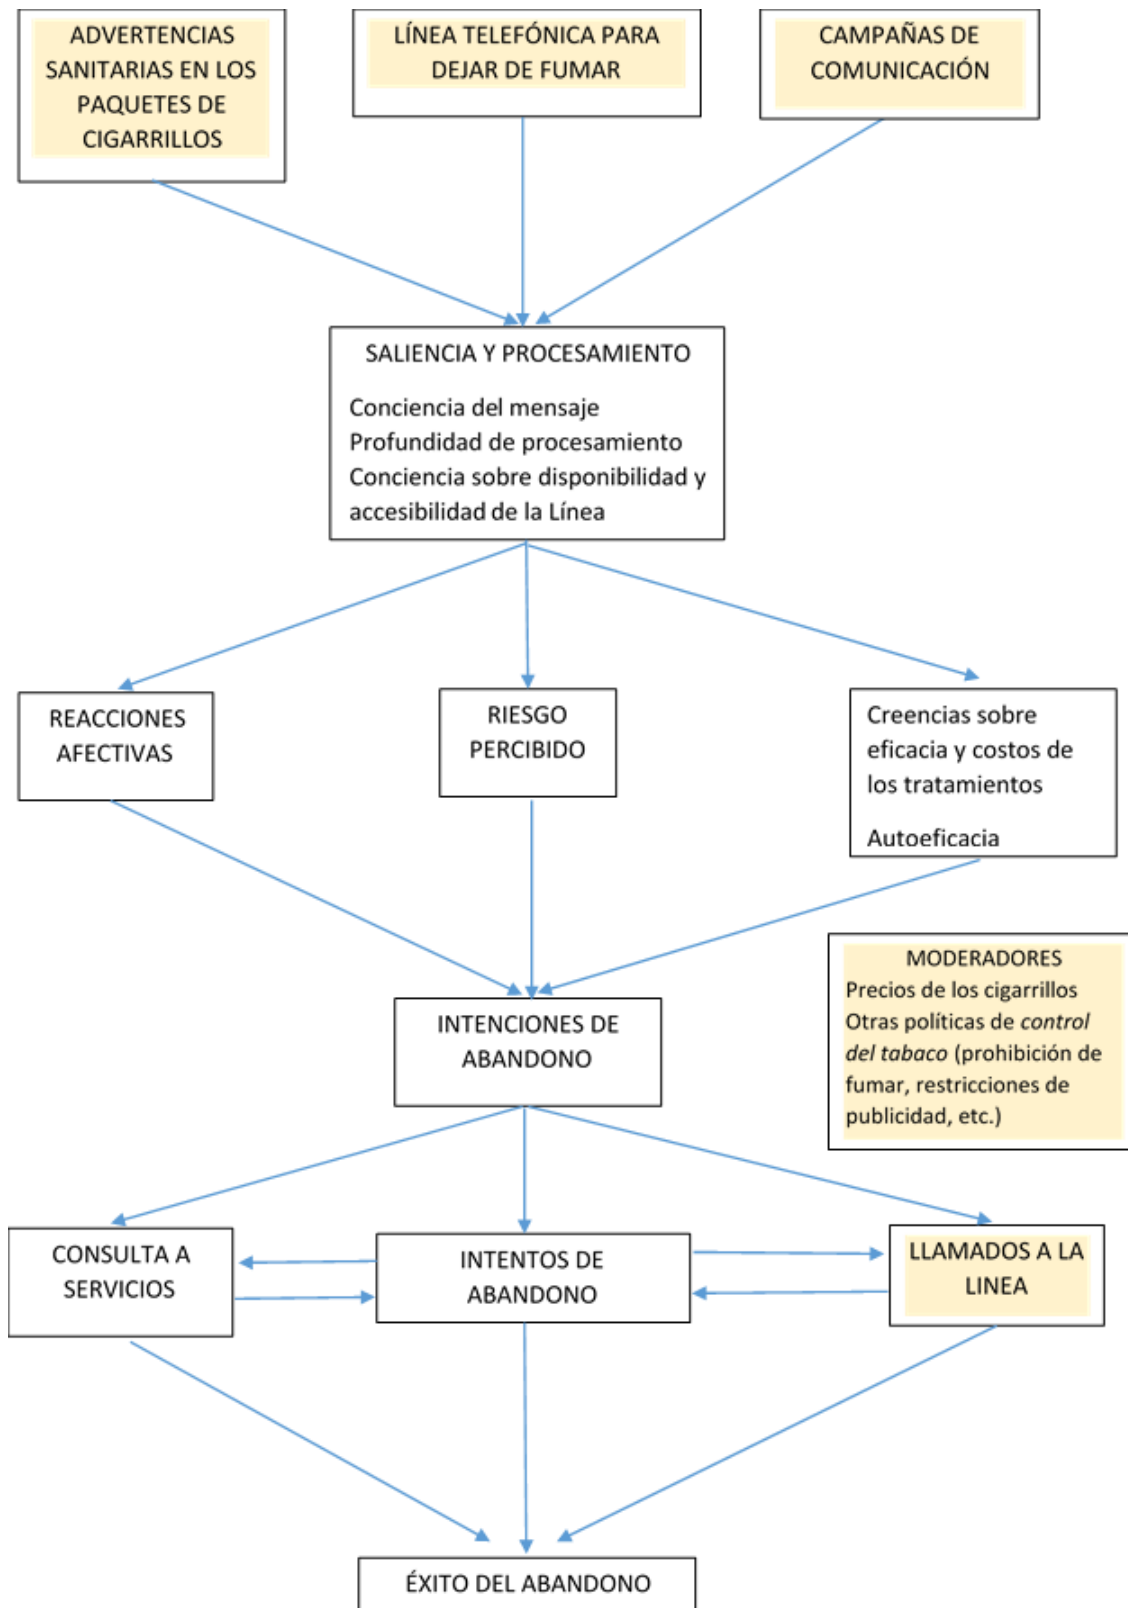 ADVERTENCIAS
SANITARIAS EN LOS
PAQUETES DE
CIGARRILLOS
LÍNEA TELEFÓNICA PARA
DEJAR DE FUMAR
CAMPAÑAS DE
COMUNICACIÓN
SALIENCIA Y PROCESAMIENTO
Conciencia del mensaje
Profundidad de procesamiento
Conciencia sobre disponibilidad y
accesibilidad de la Línea
REACCIONES
AFECTIVAS
RIESGO
PERCIBIDO
Creencias sobre
eficacia y costos de
los tratamientos
Autoeficacia
MODERADORES
Precios de los cigarrillos
Otras políticas de control
del tabaco (prohibición de
fumar, restricciones de
publicidad, etc.)
INTENCIONES DE
ABANDONO
CONSULTA A
SERVICIOS
INTENTOS DE
ABANDONO
LLAMADOS A LA
LINEA
ÉXITO DEL ABANDONO